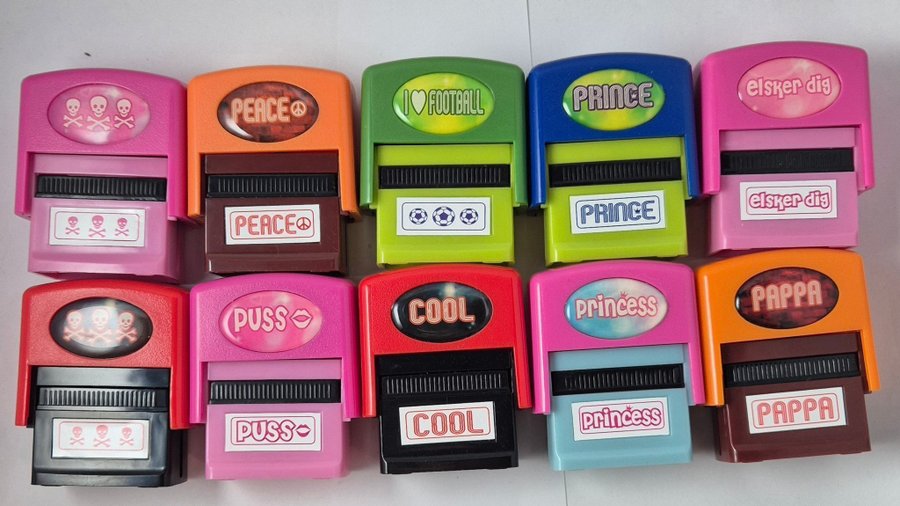 PEACE
I ♥ FOOTBALL
PRINCE
elsker dig
PEACE
PRINCE
elsker dig
PUSS
COOL
princess
PAPPA
PUSS
COOL
princess
PAPPA